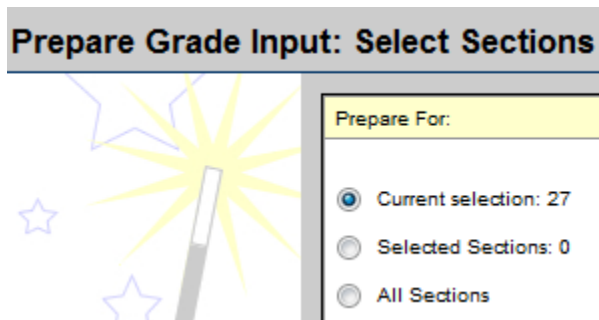 Prepare Grade Input: Select Sections
Prepare For:
Current selection: 27
Selected Sections: 0
All Sections